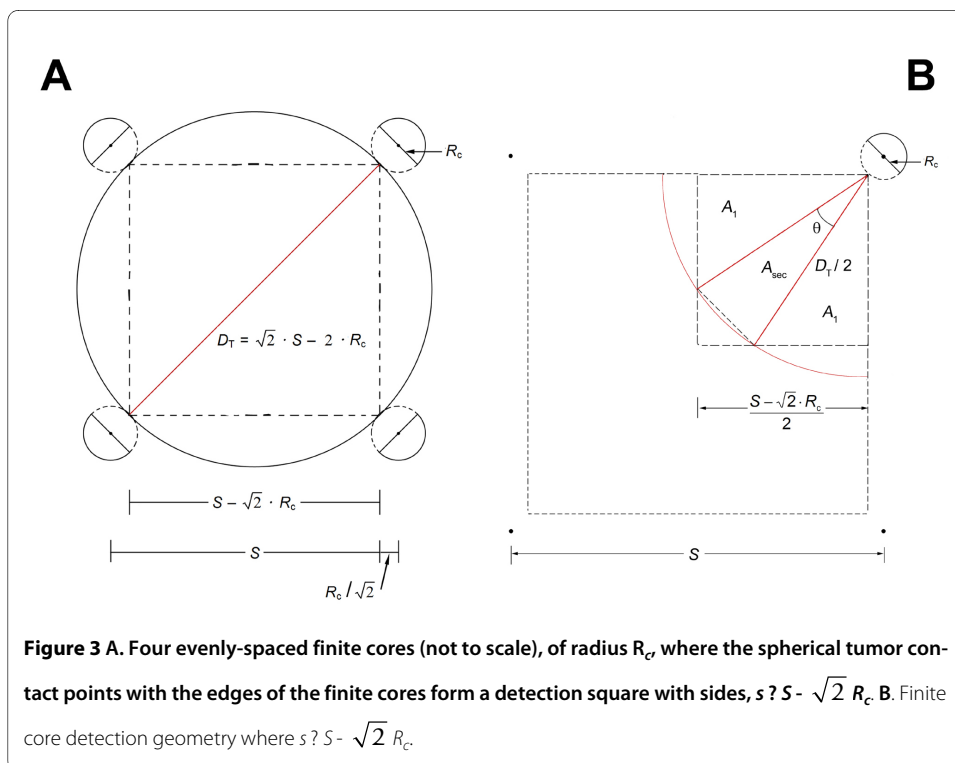 A
B
R_c
R_c
A_1
θ
A_sec
D_T / 2
A_1
D_T = √2 · S – 2 · R_c
S – √2 · R_c
2
S – √2 · R_c
S
S
R_c / √2
Figure 3 A. Four evenly-spaced finite cores (not to scale), of radius R_c, where the spherical tumor con-
tact points with the edges of the finite cores form a detection square with sides, s ? S - √2 R_c. B. Finite
core detection geometry where s ? S - √2 R_c.